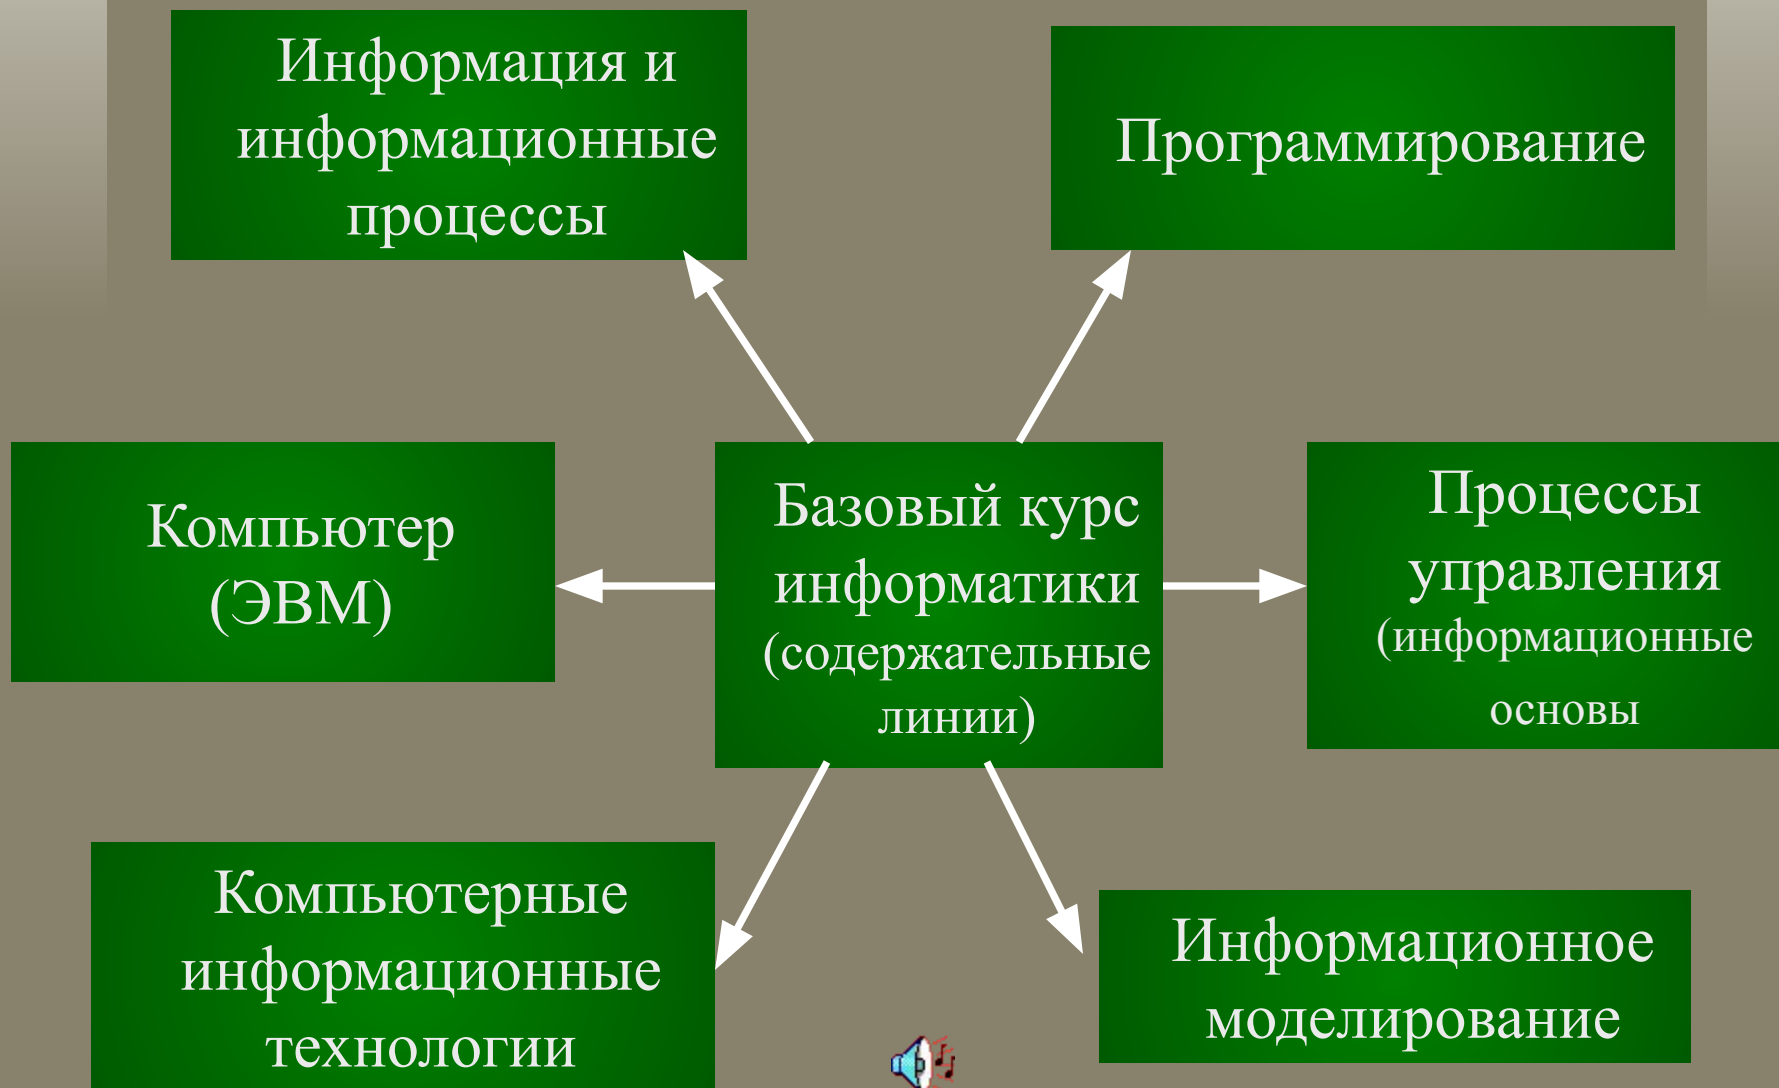 Информация и
информационные
процессы
Программирование
Компьютер
(ЭВМ)
Базовый курс
информатики
(содержательные
линии)
Процессы
управления
(информационные
основы
Компьютерные
информационные
технологии
Информационное
моделирование